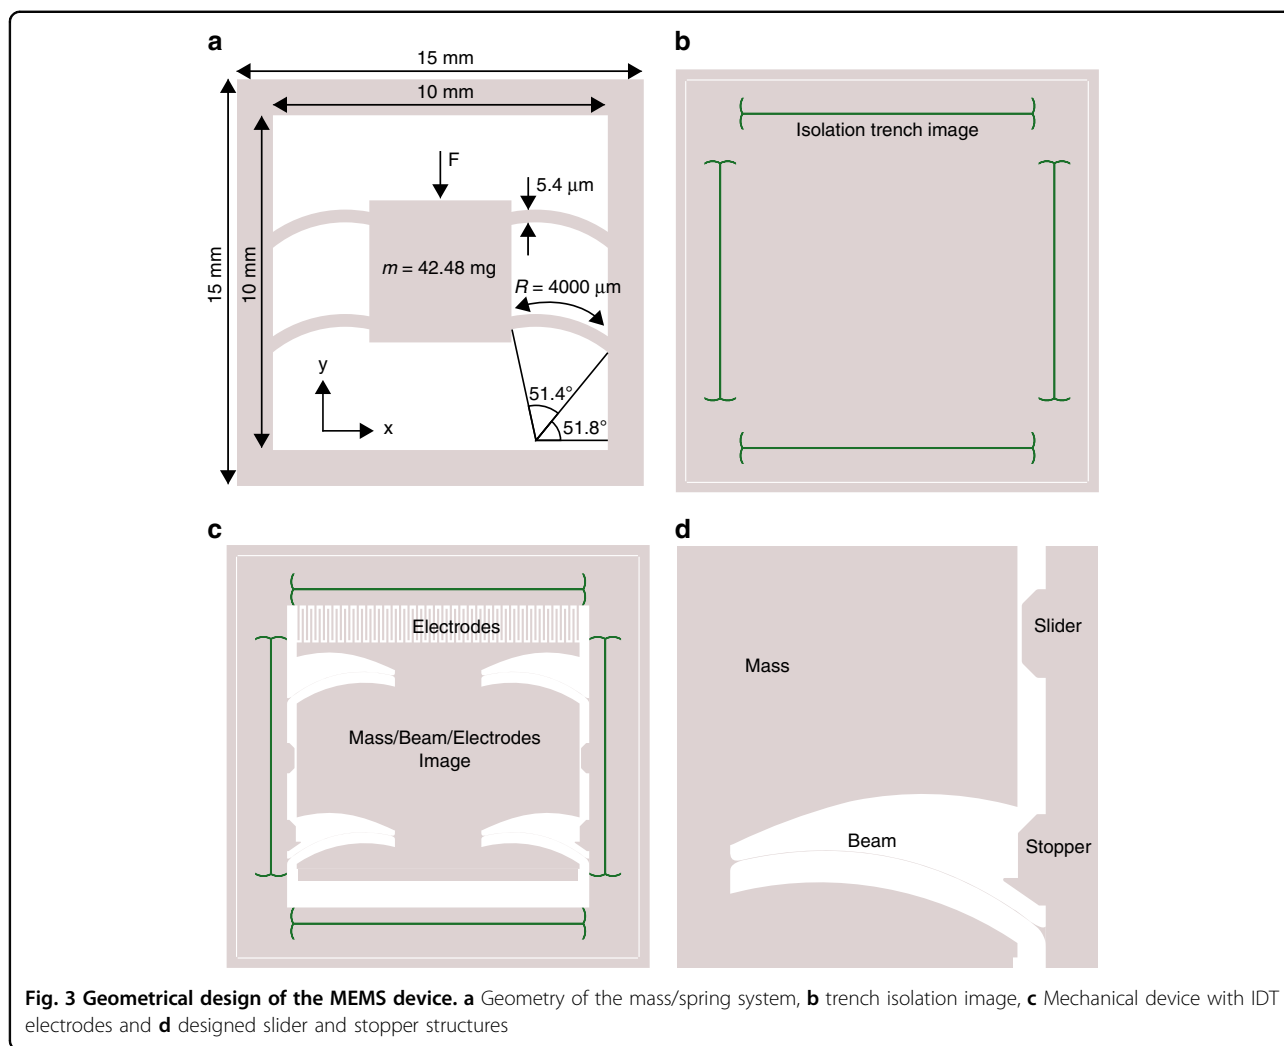 a
15 mm
10 mm
F
5.4 μm
15 mm
10 mm
m = 42.48 mg
R = 4000 μm
y
x
51.4°
51.8°
b
Isolation trench image
c
Electrodes
Mass/Beam/Electrodes
Image
d
Slider
Mass
Beam
Stopper
Fig. 3 Geometrical design of the MEMS device. a Geometry of the mass/spring system, b trench isolation image, c Mechanical device with IDT
electrodes and d designed slider and stopper structures